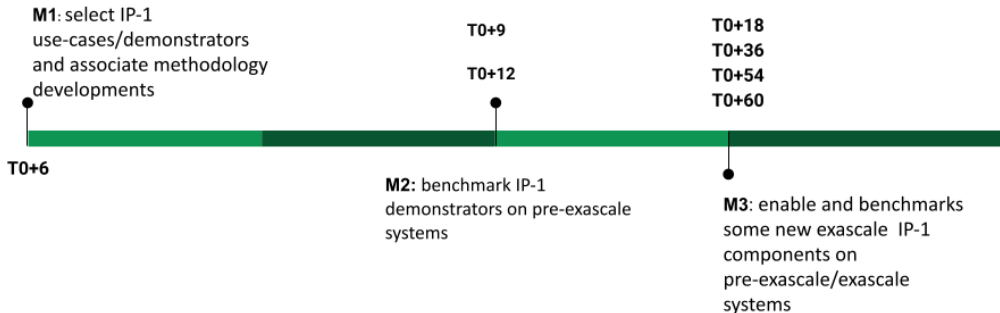 M1: select IP-1
use-cases/demonstrators
and associate methodology
developments
T0+6
T0+9
T0+12
M2: benchmark IP-1
demonstrators on pre-exascale
systems
T0+18
T0+36
T0+54
T0+60
M3: enable and benchmarks
some new exascale IP-1
components on
pre-exascale/exascale
systems